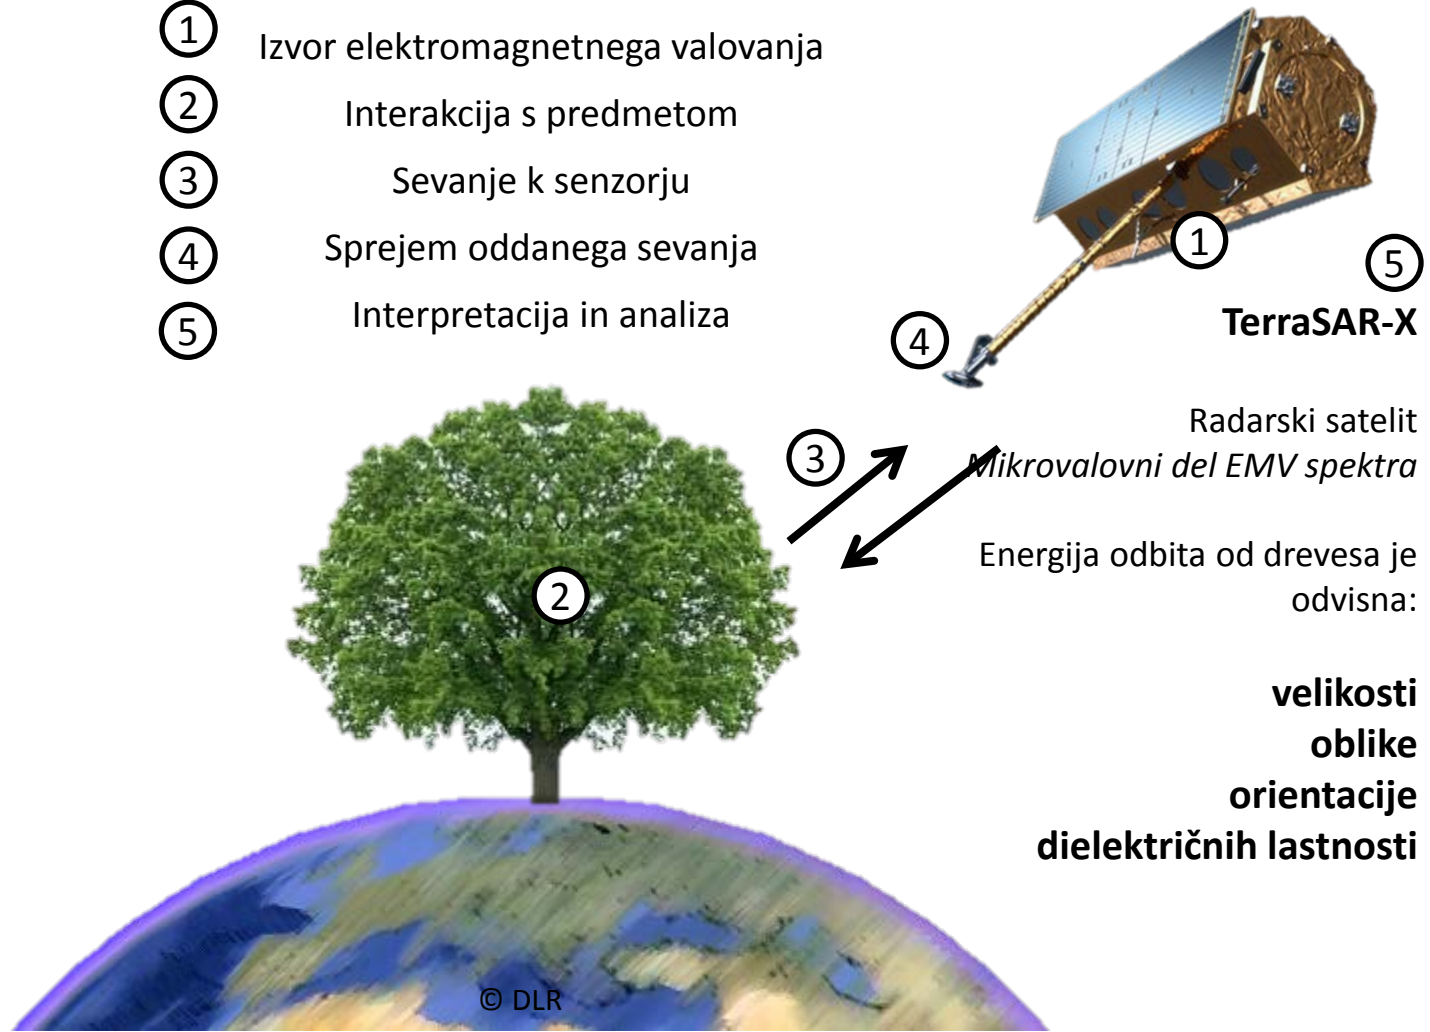 1 Izvor elektromagnetnega valovanja
2 Interakcija s predmetom
3 Sevanje k senzorju
4 Sprejem oddanega sevanja
5 Interpretacija in analiza
1
5
TerraSAR-X
4
Radarski satelit
3
Mikrovalovni del EMV spektra
Energija odbita od drevesa je
odvisna:
2
velikosti
oblike
orientacije
dielektričnih lastnosti
© DLR